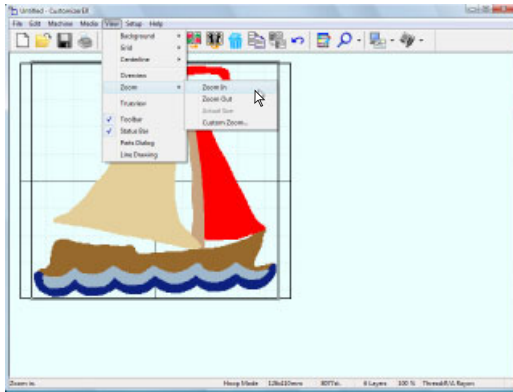 Untitled - Customizer EX
File Edit Machine Media View Setup Help
Background
Grid
Centerline
Overview
Zoom
Trueview
Toolbar
Status Bar
Parts Dialog
Line Drawing
Zoom In
Zoom Out
Actual Size
Custom Zoom...
Zoom in. Hoop Mode 126x110mm 6 Layers 100 % R/A Rayon